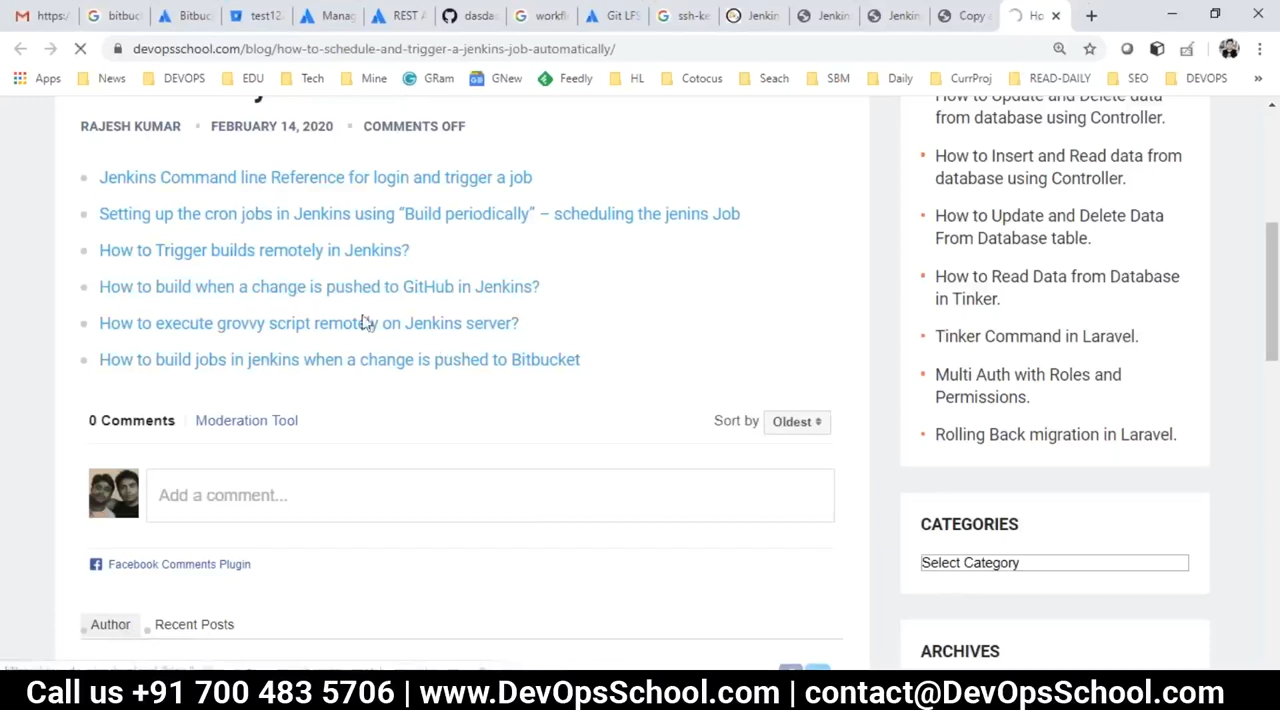 https:/
bitbuc
Bitbuc
test12
Manag
REST A
dasda
workfl
Git LFS
ssh-ke
Jenkin
Jenkin
Jenkin
Copy a
Ho
devopsschool.com/blog/how-to-schedule-and-trigger-a-jenkins-job-automatically/
Apps
News
DEVOPS
EDU
Tech
Mine
GRam
GNew
Feedly
HL
Cotocus
Seach
SBM
Daily
CurrProj
READ-DAILY
SEO
DEVOPS
»
RAJESH KUMAR • FEBRUARY 14, 2020 • COMMENTS OFF
Jenkins Command line Reference for login and trigger a job
Setting up the cron jobs in Jenkins using “Build periodically” – scheduling the jenins Job
How to Trigger builds remotely in Jenkins?
How to build when a change is pushed to GitHub in Jenkins?
How to execute grovvy script remotely on Jenkins server?
How to build jobs in jenkins when a change is pushed to Bitbucket
0 Comments
Moderation Tool
Sort by
Oldest
Add a comment...
Facebook Comments Plugin
Author
Recent Posts
How to Update and Delete data
from database using Controller.
How to Insert and Read data from
database using Controller.
How to Update and Delete Data
From Database table.
How to Read Data from Database
in Tinker.
Tinker Command in Laravel.
Multi Auth with Roles and
Permissions.
Rolling Back migration in Laravel.
CATEGORIES
Select Category
ARCHIVES
Call us +91 700 483 5706 | www.DevOpsSchool.com | contact@DevOpsSchool.com